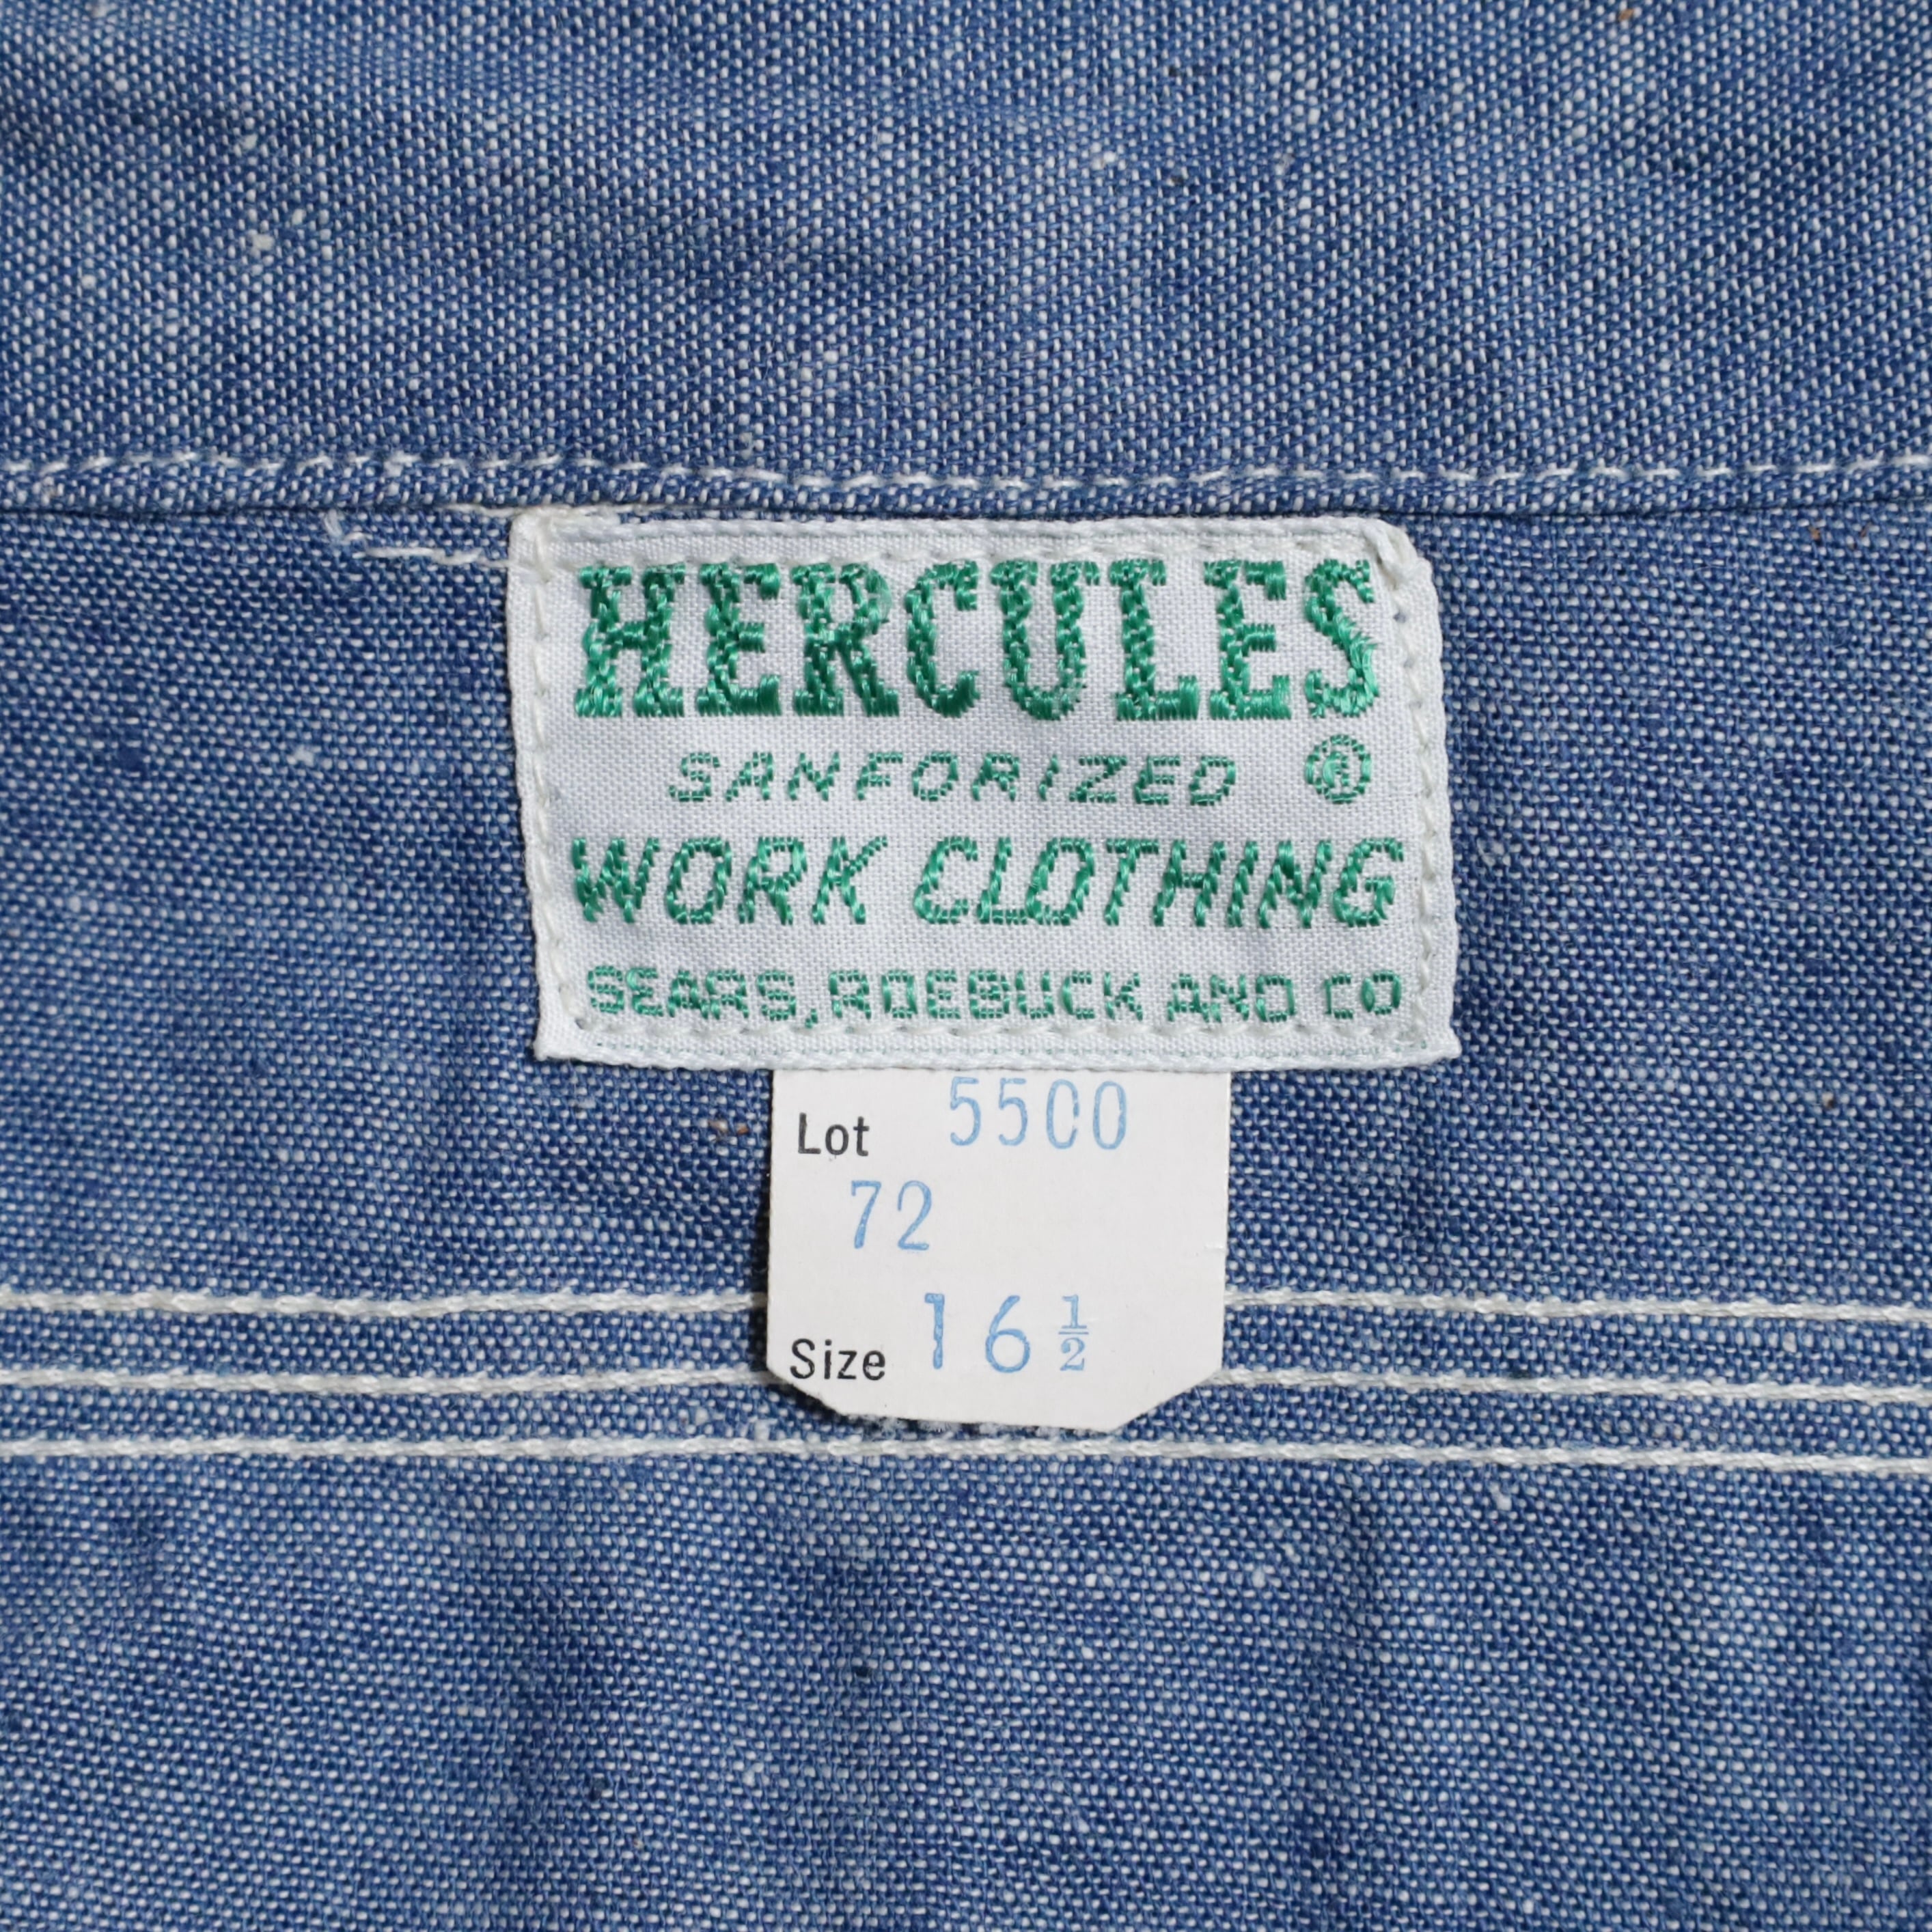 HERCULES
SANFORIZED ®
WORK CLOTHING
SEARS, ROEBUCK AND CO
Lot 5500
72
Size 16 ½